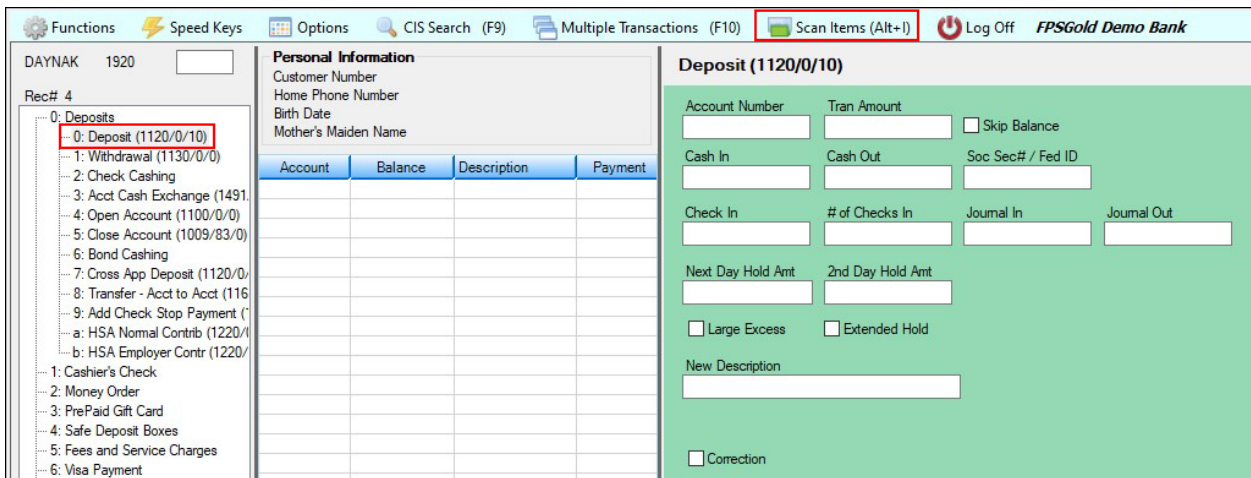 Functions Speed Keys Options CIS Search (F9) Multiple Transactions (F10) Scan Items (Alt+I) Log Off FPSGold Demo Bank
DAYNAK 1920
Rec# 4
0: Deposits
0: Deposit (1120/0/10)
1: Withdrawal (1130/0/0)
2: Check Cashing
3: Acct Cash Exchange (1491.
4: Open Account (1100/0/0)
5: Close Account (1009/83/0)
6: Bond Cashing
7: Cross App Deposit (1120/0/
8: Transfer - Acct to Acct (116
9: Add Check Stop Payment (
a: HSA Normal Contrib (1220/
b: HSA Employer Contr (1220/
1: Cashier's Check
2: Money Order
3: PrePaid Gift Card
4: Safe Deposit Boxes
5: Fees and Service Charges
6: Visa Payment
Personal Information
Customer Number
Home Phone Number
Birth Date
Mother's Maiden Name
Account Balance Description Payment
Deposit (1120/0/10)
Account Number Tran Amount
Skip Balance
Cash In Cash Out Soc Sec# / Fed ID
Check In # of Checks In Journal In Journal Out
Next Day Hold Amt 2nd Day Hold Amt
Large Excess Extended Hold
New Description
Correction